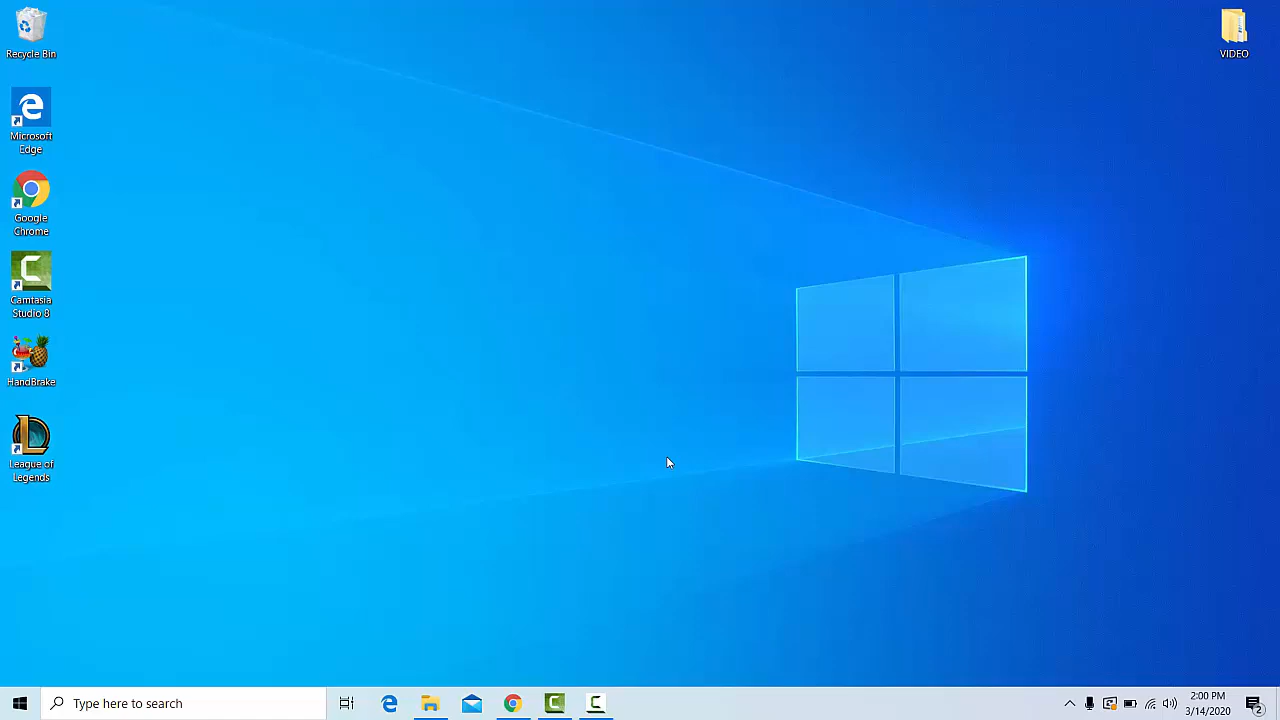 Recycle Bin
VIDEO
Microsoft
Edge
Google
Chrome
Camtasia
Studio 8
HandBrake
League of
Legends
Type here to search
2:00 PM
3/14/2020
2